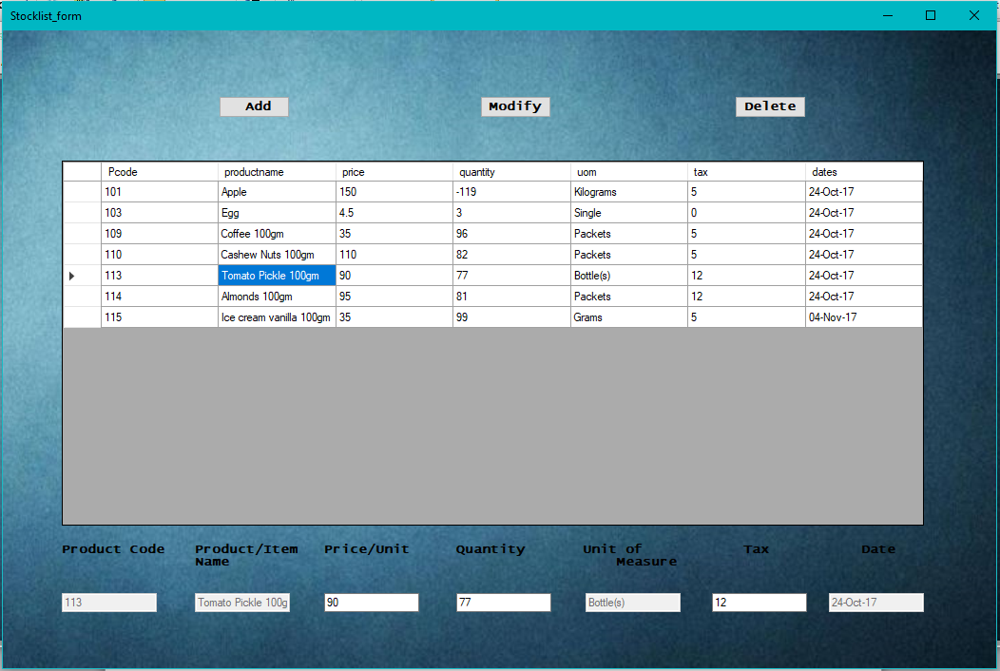 Stocklist_form
Add Modify Delete
Pcode productname price quantity uom tax dates
101 Apple 150 -119 Kilograms 5 24-Oct-17
103 Egg 4.5 3 Single 0 24-Oct-17
109 Coffee 100gm 35 96 Packets 5 24-Oct-17
110 Cashew Nuts 100gm 110 82 Packets 5 24-Oct-17
113 Tomato Pickle 100gm 90 77 Bottle(s) 12 24-Oct-17
114 Almonds 100gm 95 81 Packets 12 24-Oct-17
115 Ice cream vanilla 100gm 35 99 Grams 5 04-Nov-17
Product Code Product/Item Price/Unit Quantity Unit of Tax Date
Name Measure
113 Tomato Pickle 100g 90 77 Bottle(s) 12 24-Oct-17